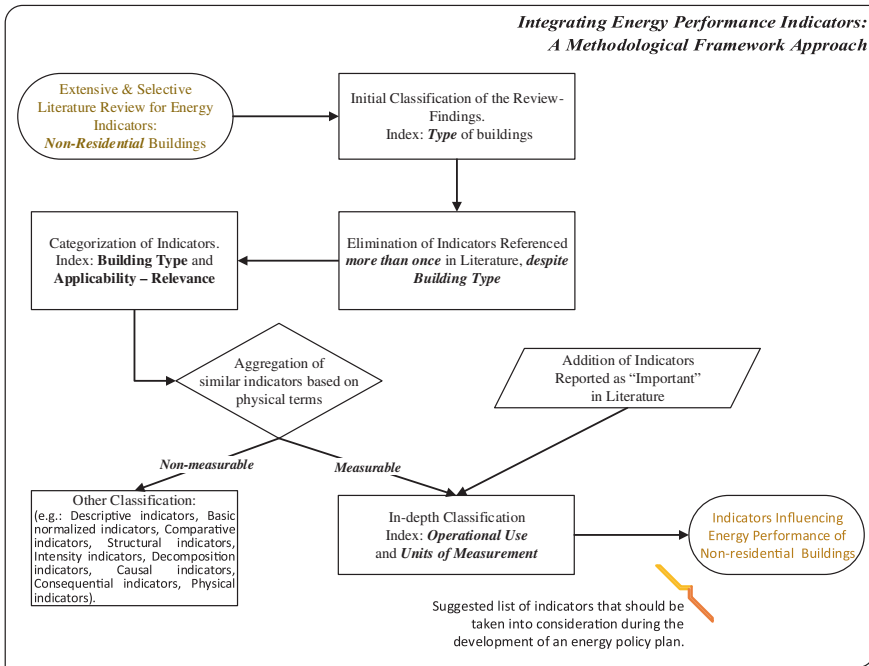 Integrating Energy Performance Indicators:
A Methodological Framework Approach
Extensive & Selective
Literature Review for Energy
Indicators:
Non-Residential Buildings
Initial Classification of the Review-
Findings.
Index: Type of buildings
Elimination of Indicators Referenced
more than once in Literature, despite
Building Type
Categorization of Indicators.
Index: Building Type and
Applicability – Relevance
Aggregation of
similar indicators based on
physical terms
Addition of Indicators
Reported as “Important”
in Literature
Non-measurable
Measurable
Other Classification:
(e.g.: Descriptive indicators, Basic
normalized indicators, Comparative
indicators, Structural indicators,
Intensity indicators, Decomposition
indicators, Causal indicators,
Consequential indicators, Physical
indicators).
In-depth Classification
Index: Operational Use
and Units of Measurement
Indicators Influencing
Energy Performance of
Non-residential Buildings
Suggested list of indicators that should be
taken into consideration during the
development of an energy policy plan.